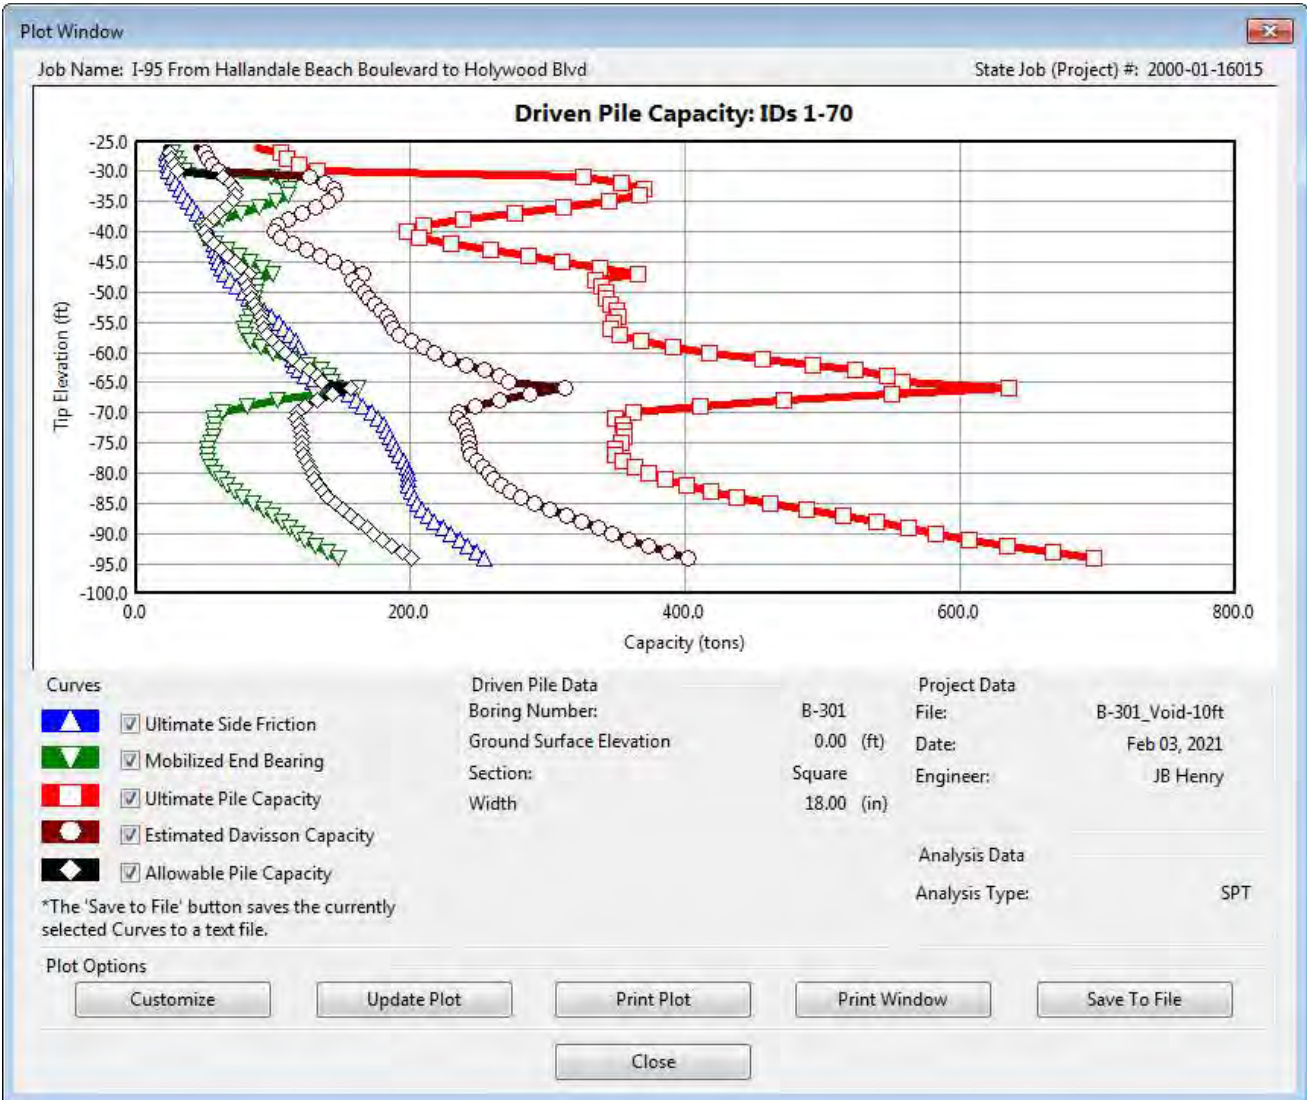 Plot Window
Job Name: I-95 From Hallandale Beach Boulevard to Holywood Blvd State Job (Project) #: 2000-01-16015
Driven Pile Capacity: IDs 1-70
-25.0
-30.0
-35.0
-40.0
-45.0
-50.0
-55.0
-60.0
-65.0
-70.0
-75.0
-80.0
-85.0
-90.0
-95.0
-100.0
Tip Elevation (ft)
0.0 200.0 400.0 600.0 800.0
Capacity (tons)
Curves
Ultimate Side Friction
Mobilized End Bearing
Ultimate Pile Capacity
Estimated Davisson Capacity
Allowable Pile Capacity
*The 'Save to File' button saves the currently
selected Curves to a text file.
Driven Pile Data
Boring Number: B-301
Ground Surface Elevation 0.00 (ft)
Section: Square
Width 18.00 (in)
Project Data
File: B-301_Void-10ft
Date: Feb 03, 2021
Engineer: JB Henry
Analysis Data
Analysis Type: SPT
Plot Options
Customize Update Plot Print Plot Print Window Save To File
Close